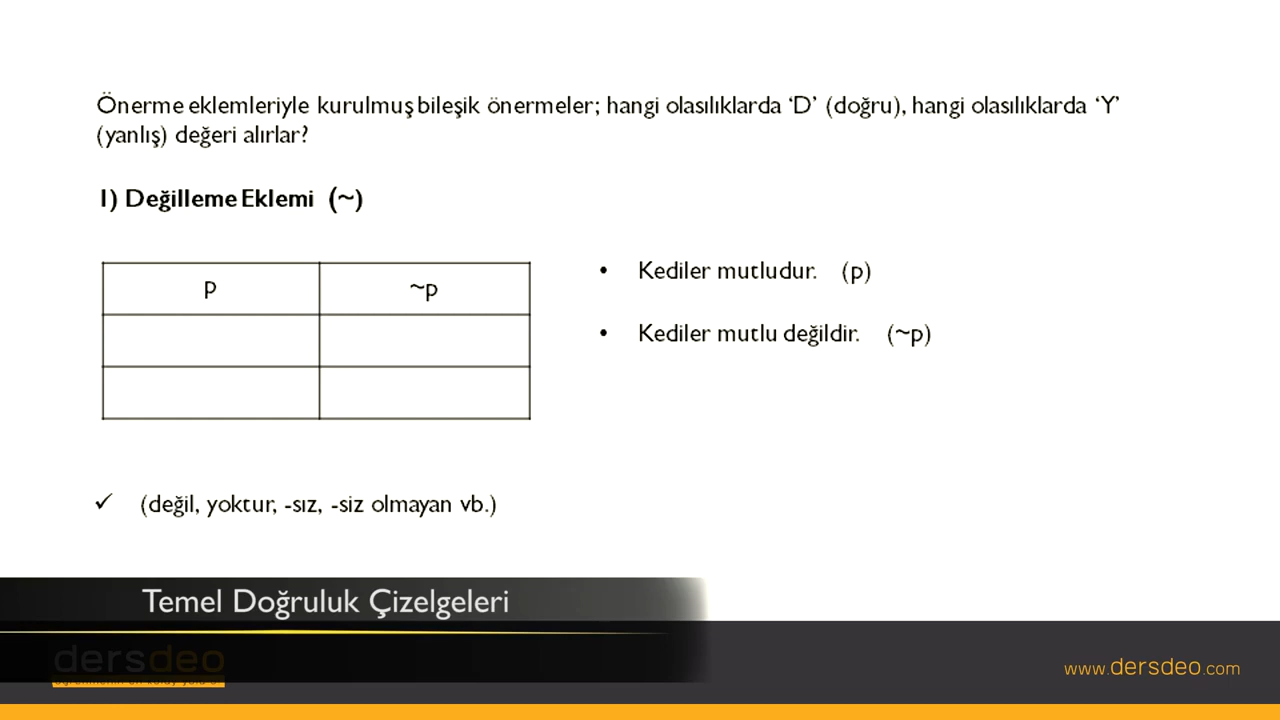 Önerme eklemleriyle kurulmuş bileşik önermeler; hangi olasılıklarda ‘D’ (doğru), hangi olasılıklarda ‘Y’
(yanlış) değeri alırlar?
1) Değilleme Eklemi (~)
p ~p
• Kediler mutludur. (p)
• Kediler mutlu değildir. (~p)
✓ (değil, yoktur, -sız, -siz olmayan vb.)
Temel Doğruluk Çizelgeleri
dersdeo
www.dersdeo.com